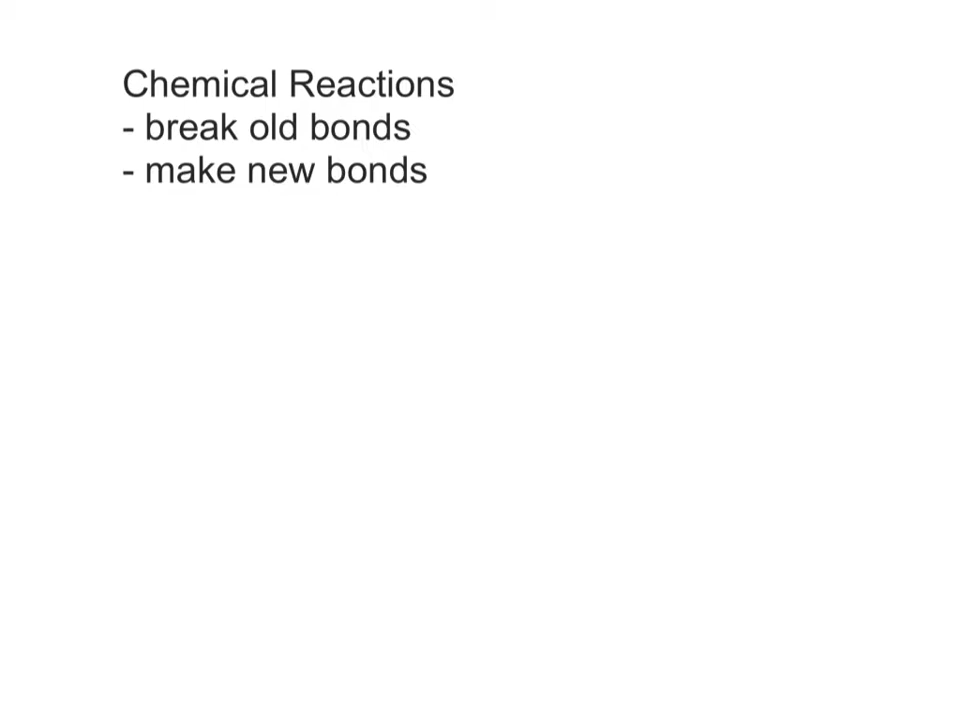 Chemical Reactions
- break old bonds
- make new bonds